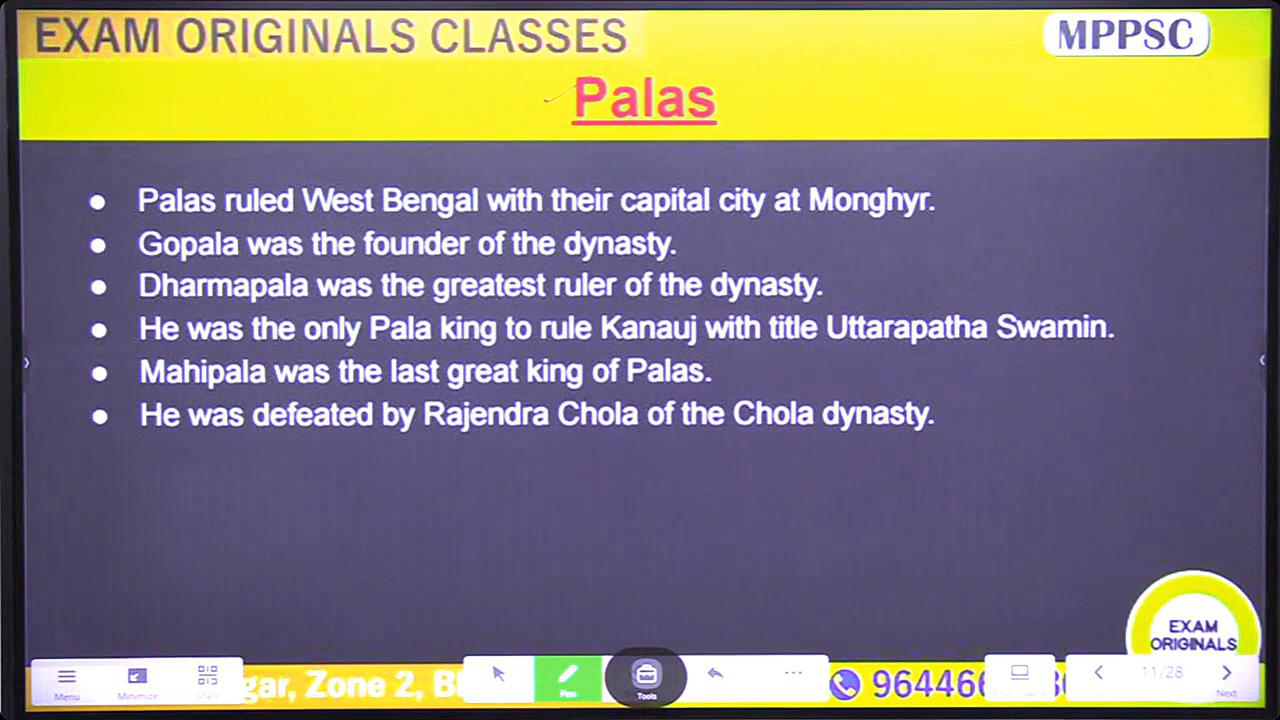 EXAM ORIGINALS CLASSES
MPPSC
Palas
Palas ruled West Bengal with their capital city at Monghyr.
Gopala was the founder of the dynasty.
Dharmapala was the greatest ruler of the dynasty.
He was the only Pala king to rule Kanauj with title Uttarapatha Swamin.
Mahipala was the last great king of Palas.
He was defeated by Rajendra Chola of the Chola dynasty.
EXAM
ORIGINALS
Zone 2,
Menu
Minimize
Share
Pen
Tools
11/28
Next